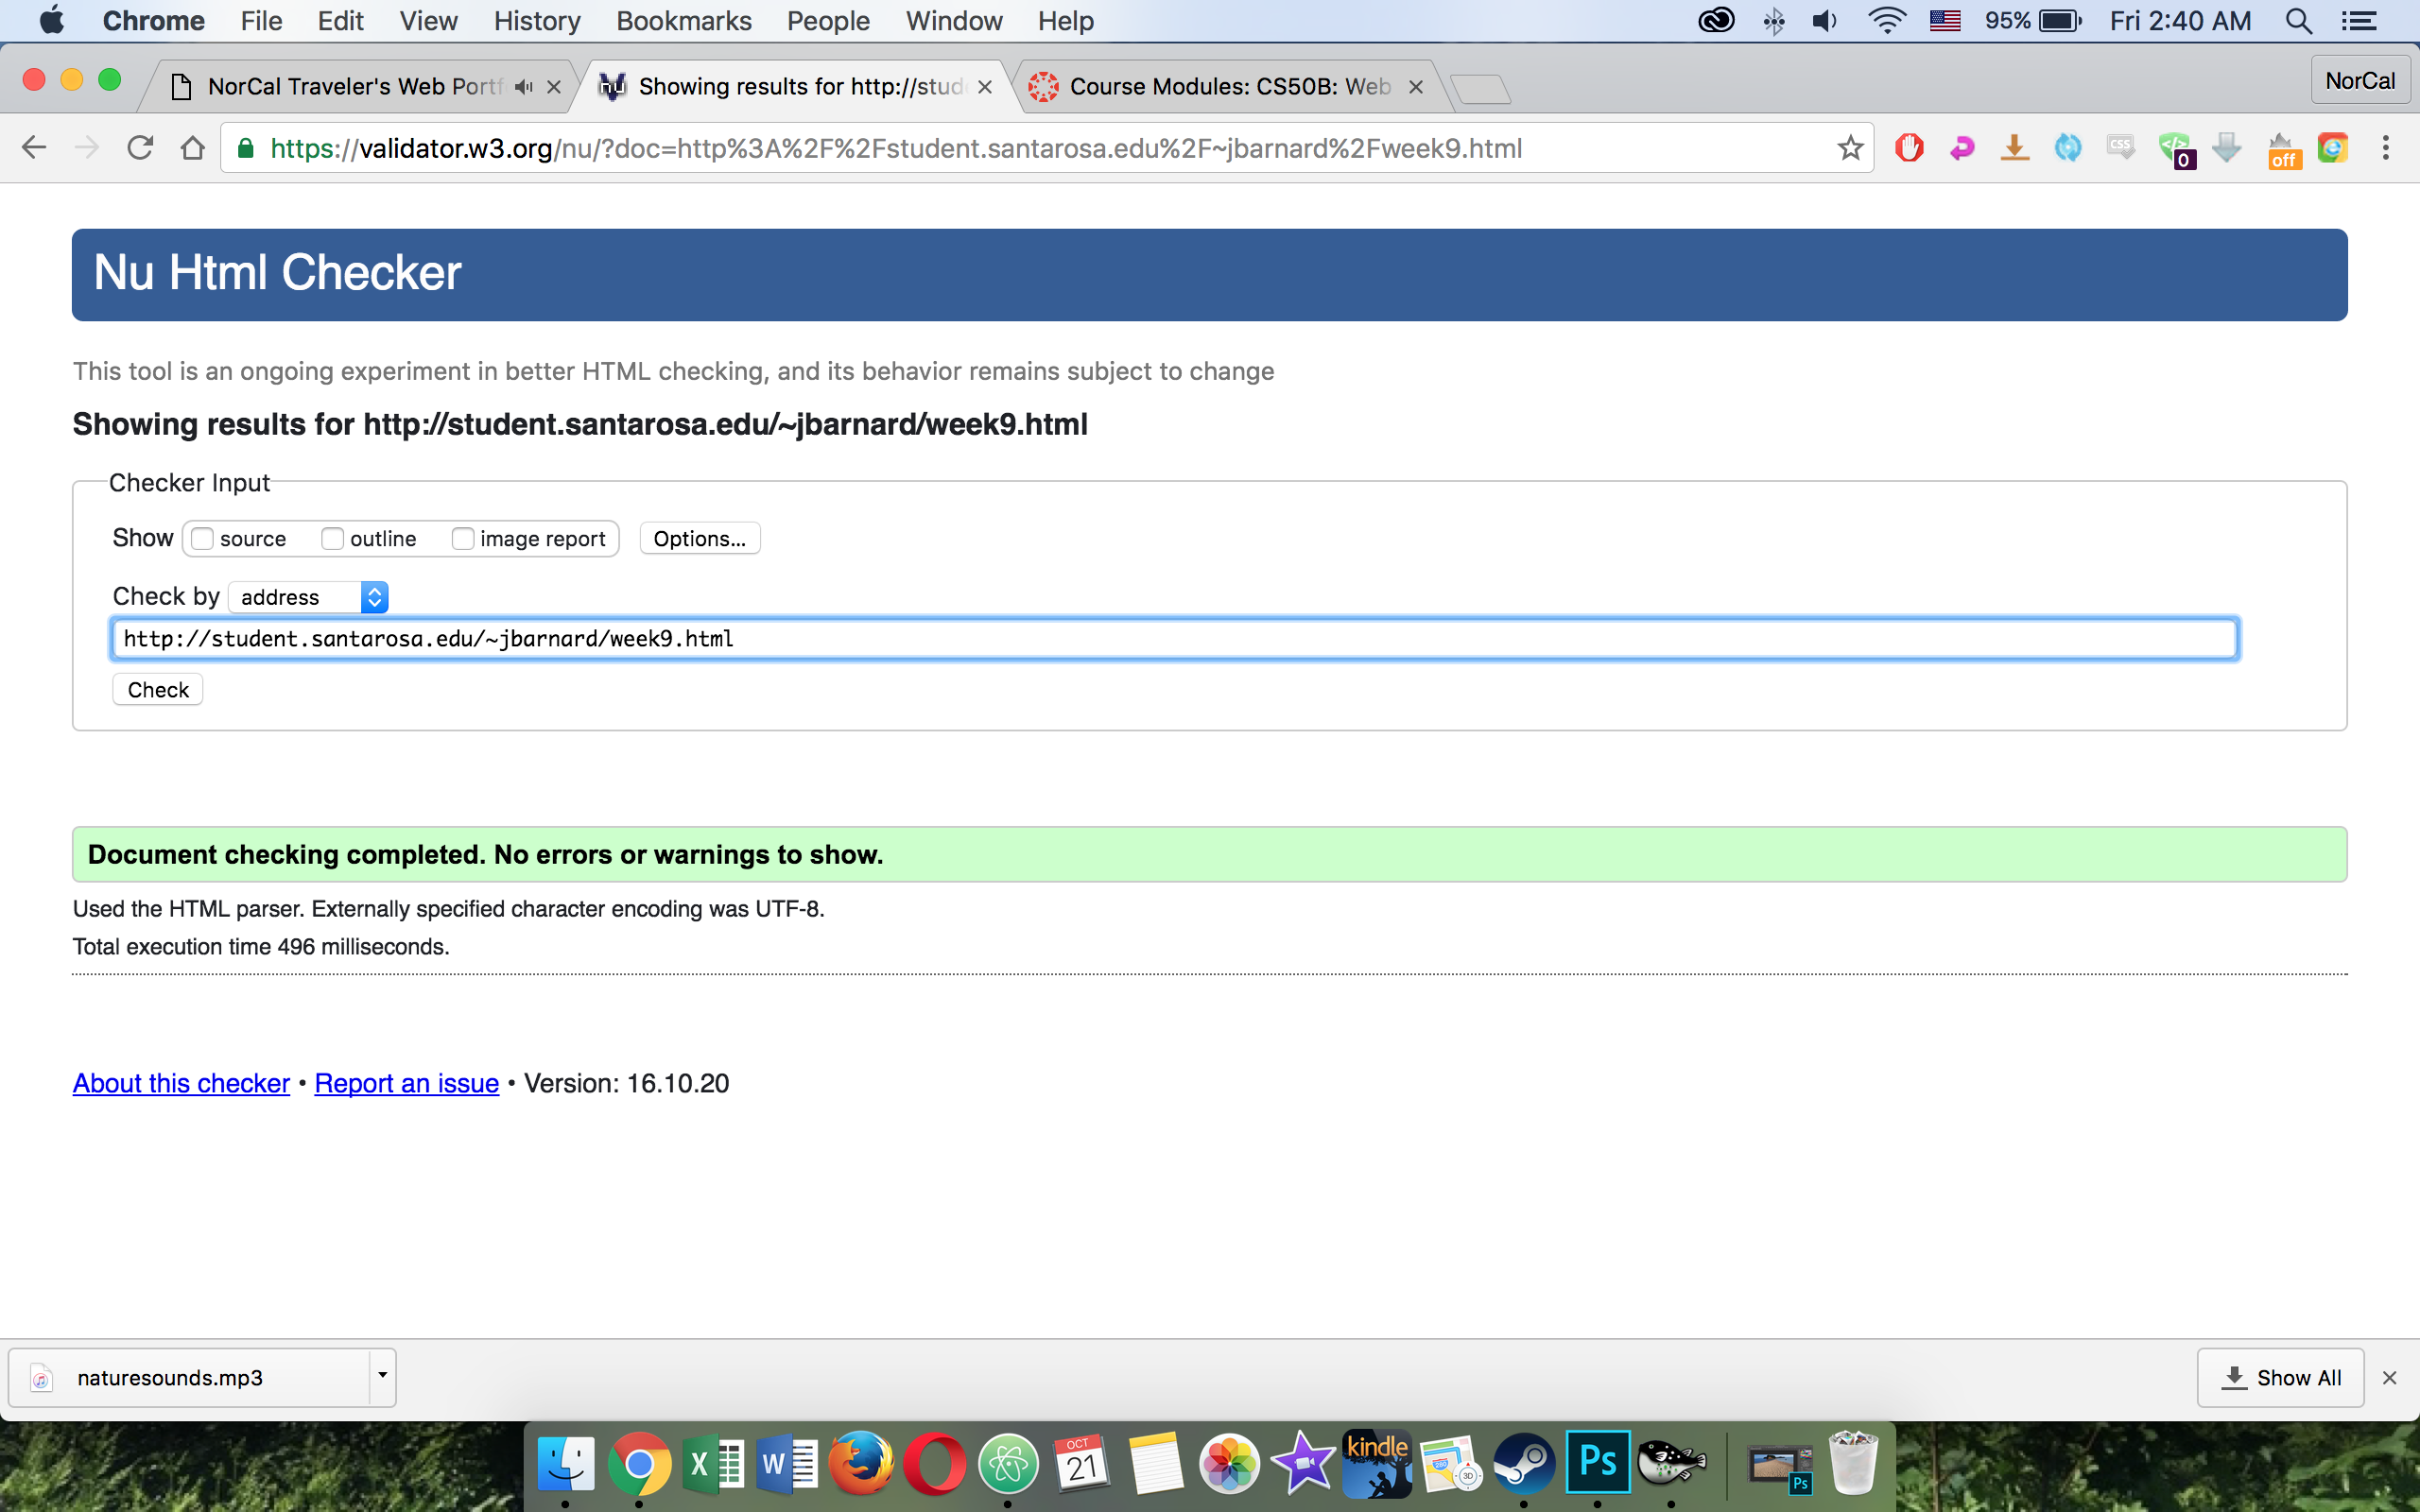 Chrome File Edit View History Bookmarks People Window Help 95% Fri 2:40 AM
NorCal Traveler's Web Portf Showing results for http://stud Course Modules: CS50B: Web NorCal
https://validator.w3.org/nu/?doc=http%3A%2F%2Fstudent.santarosa.edu%2F~jbarnard%2Fweek9.html CSS 0 off
Nu Html Checker
This tool is an ongoing experiment in better HTML checking, and its behavior remains subject to change
Showing results for http://student.santarosa.edu/~jbarnard/week9.html
Checker Input
Show source outline image report Options...
Check by address
http://student.santarosa.edu/~jbarnard/week9.html
Check
Document checking completed. No errors or warnings to show.
Used the HTML parser. Externally specified character encoding was UTF-8.
Total execution time 496 milliseconds.
About this checker • Report an issue • Version: 16.10.20
naturesounds.mp3 Show All
X W OCT 21 kindle 280 3D Ps Ps